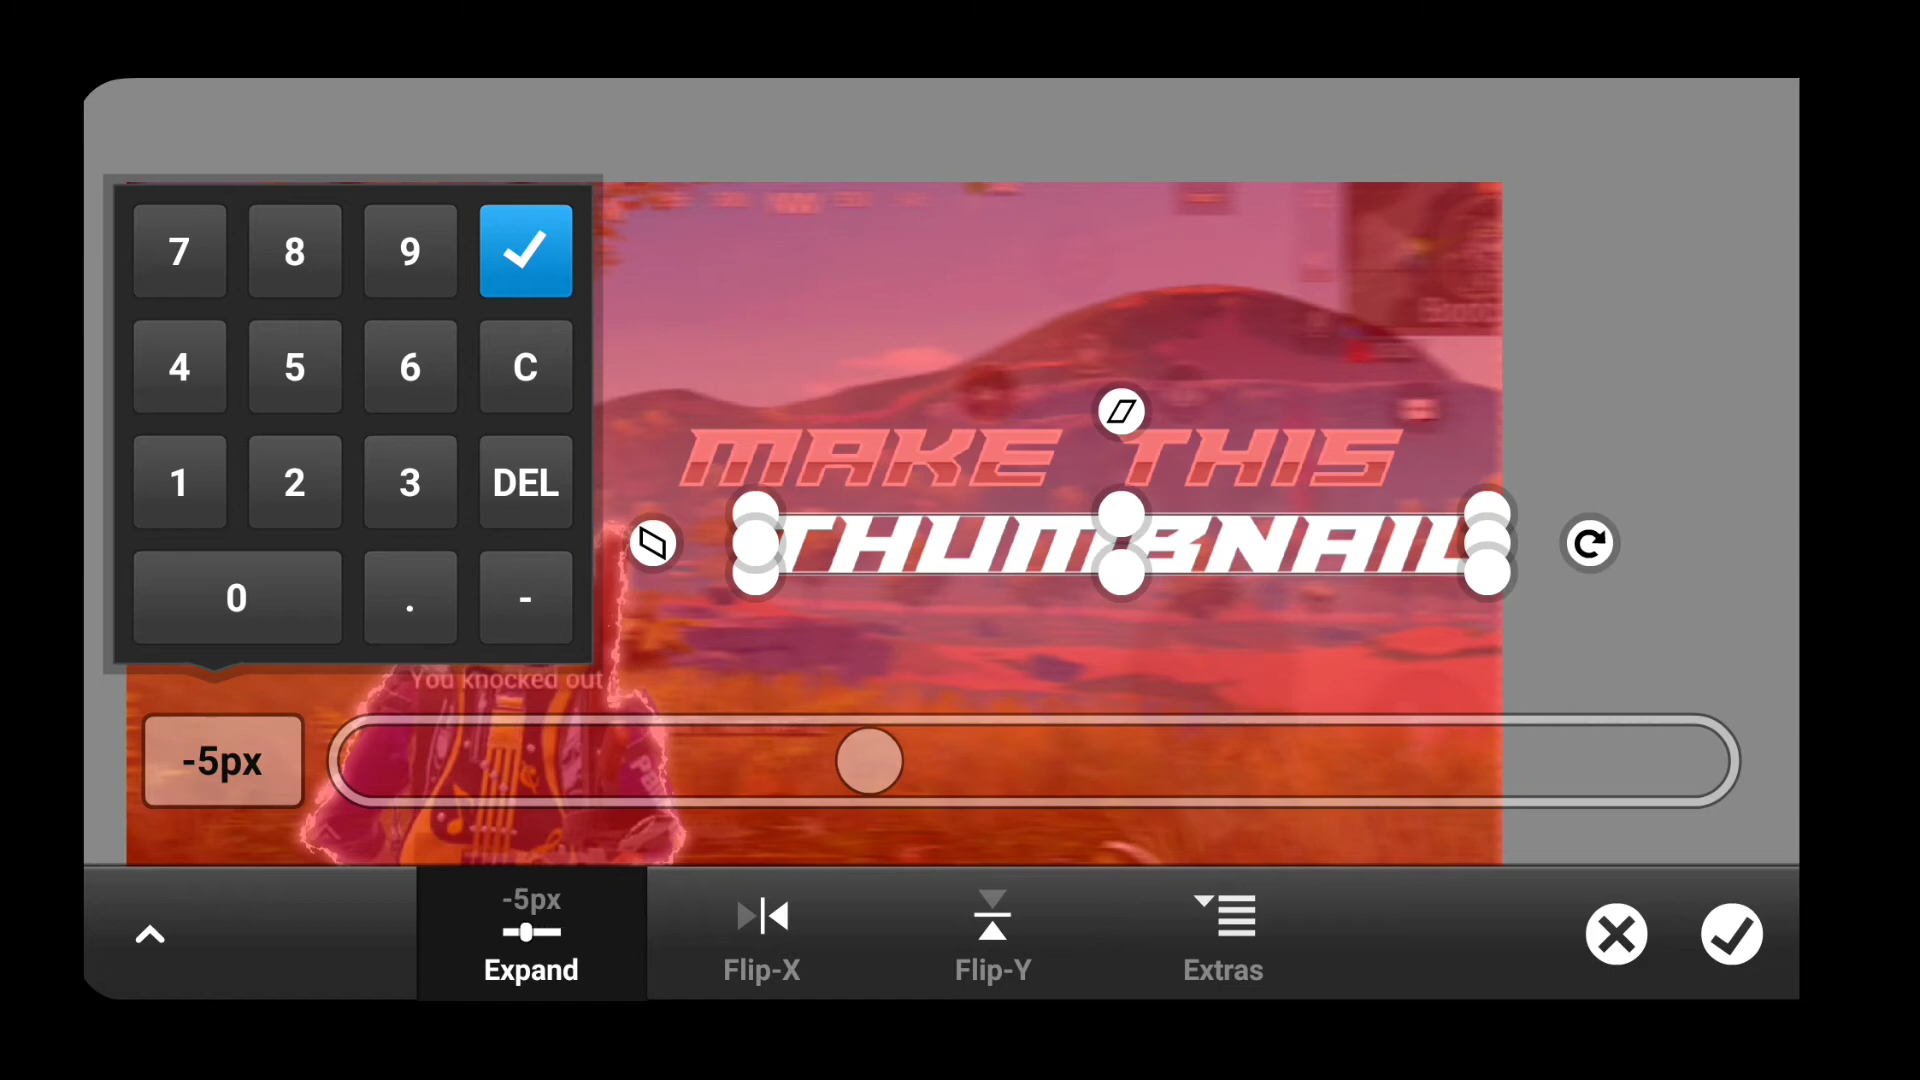 7 8 9
4 5 6 C
MAKE THIS
1 2 3 DEL
THUMBNAIL
0 . -
You knocked out
-5px
-5px
Expand Flip-X Flip-Y Extras